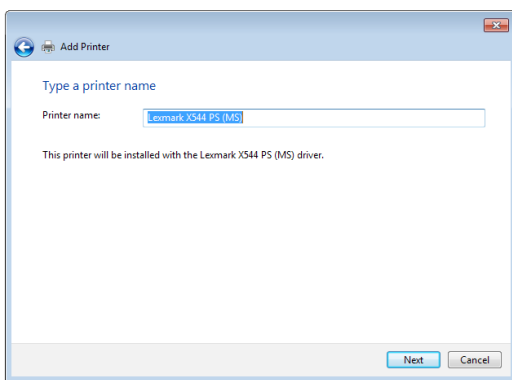 Add Printer
Type a printer name
Printer name:
Lexmark X544 PS (MS)
This printer will be installed with the Lexmark X544 PS (MS) driver.
Next
Cancel